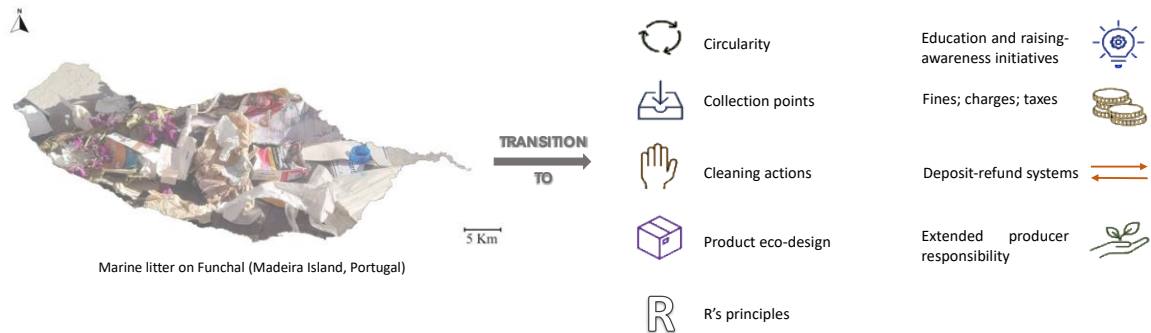 N
5 Km
Marine litter on Funchal (Madeira Island, Portugal)
TRANSITION
TO
Circularity
Collection points
Cleaning actions
Product eco-design
R
R's principles
Education and raising-
awareness initiatives
Fines; charges; taxes
Deposit-refund systems
Extended producer
responsibility